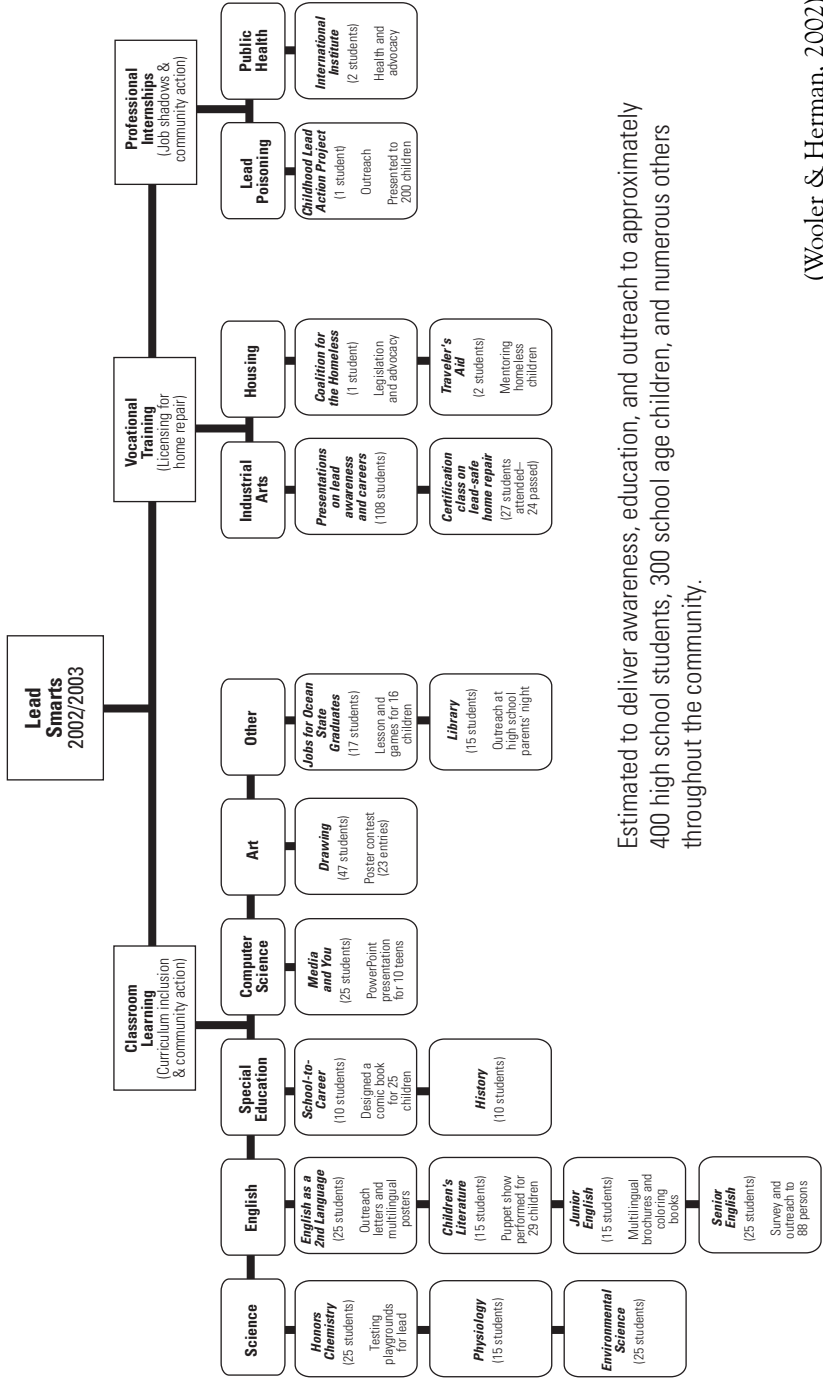 Lead
Smarts
2002/2003
Classroom
Learning
(Curriculum inclusion
& community action)
Science
Honors
Chemistry
(25 students)
Testing
playgrounds
for lead
Physiology
(15 students)
Environmental
Science
(25 students)
English
English as a
2nd Language
(25 students)
Outreach
letters and
multilingual
posters
Children's
Literature
(15 students)
Puppet show
performed for
29 children
Junior
English
(15 students)
Multilingual
brochures and
coloring
books
Senior
English
(25 students)
Survey and
outreach to
88 persons
Special
Education
School-to-
Career
(10 students)
Designed a
comic book
for 25
children
History
(10 students)
Computer
Science
Media
and You
(25 students)
PowerPoint
presentation
for 10 teens
Art
Drawing
(47 students)
Poster contest
(23 entries)
Other
Jobs for Ocean
State
Graduates
(17 students)
Lesson and
games for 16
children
Library
(15 students)
Outreach at
high school
parents' night
Vocational
Training
(Licensing for
home repair)
Industrial
Arts
Presentations
on lead
awareness
and careers
(108 students)
Certification
class on
lead-safe
home repair
(27 students
attended–
24 passed)
Housing
Coalition for
the Homeless
(1 student)
Legislation
and advocacy
Traveler's
Aid
(2 students)
Mentoring
homeless
children
Professional
Internships
(Job shadows &
community action)
Lead
Poisoning
Childhood Lead
Action Project
(1 student)
Outreach
Presented to
200 children
Public
Health
International
Institute
(2 students)
Health and
advocacy
Estimated to deliver awareness, education, and outreach to approximately
400 high school students, 300 school age children, and numerous others
throughout the community.
(Wooler & Herman, 2002)